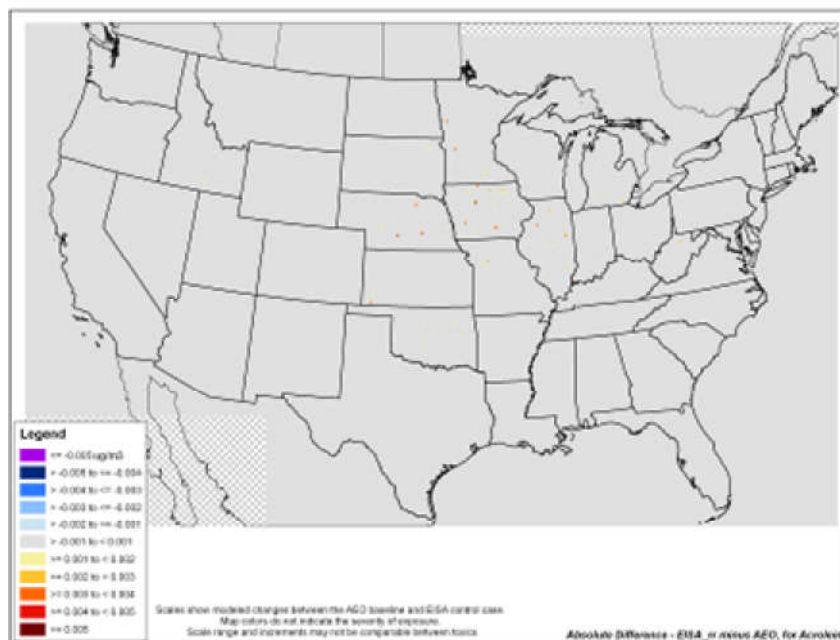 Legend
<= -0.005 ug/m3
> -0.005 to <= -0.004
> -0.004 to <= -0.003
> -0.003 to <= -0.002
> -0.002 to <= -0.001
> -0.001 to < 0.001
>= 0.001 to < 0.002
>= 0.002 to < 0.003
>= 0.003 to < 0.004
>= 0.004 to < 0.005
>= 0.005
Scales show modeled changes between the AEO baseline and EISA control case.
Map colors do not indicate the severity of exposure.
Scale range and increments may not be comparable between toxics
Absolute Difference - EISA_rr minus AEO, for Acrolein